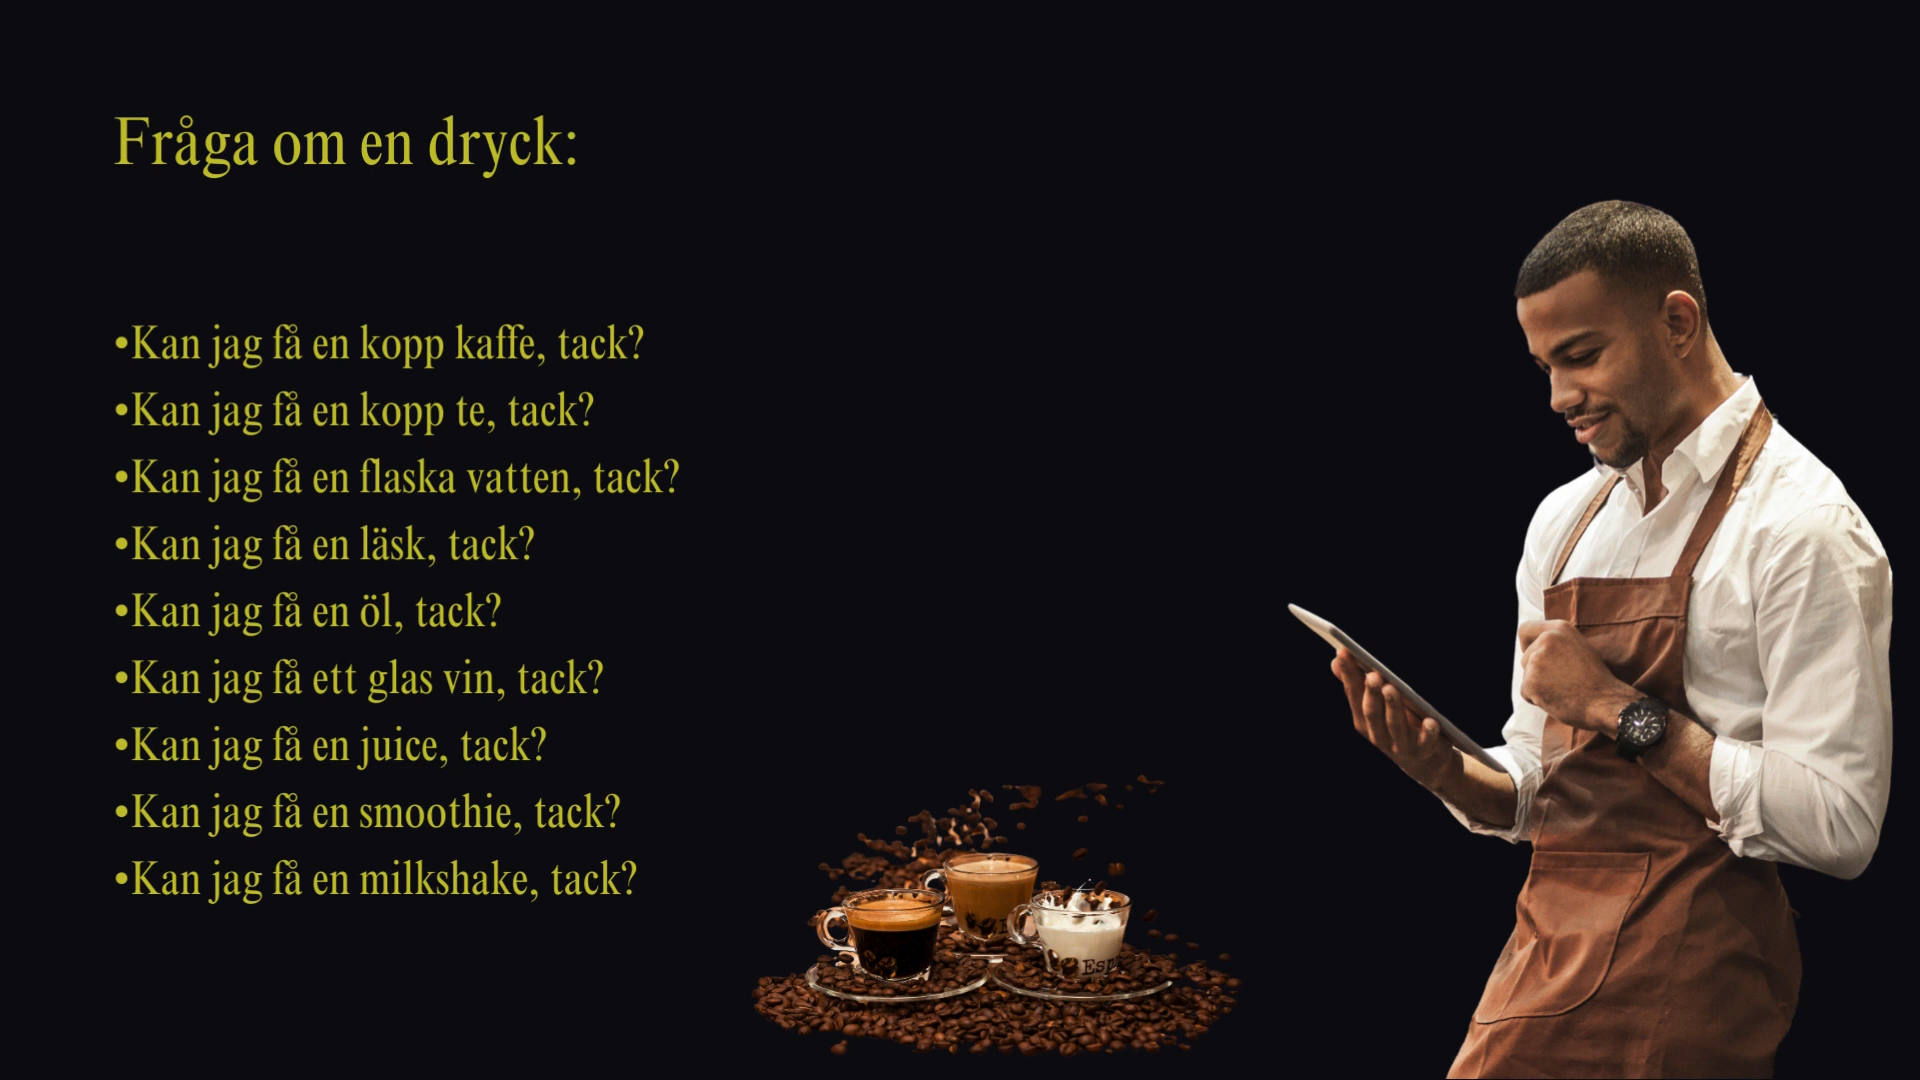 Fråga om en dryck:
•Kan jag få en kopp kaffe, tack?
•Kan jag få en kopp te, tack?
•Kan jag få en flaska vatten, tack?
•Kan jag få en läsk, tack?
•Kan jag få en öl, tack?
•Kan jag få ett glas vin, tack?
•Kan jag få en juice, tack?
•Kan jag få en smoothie, tack?
•Kan jag få en milkshake, tack?